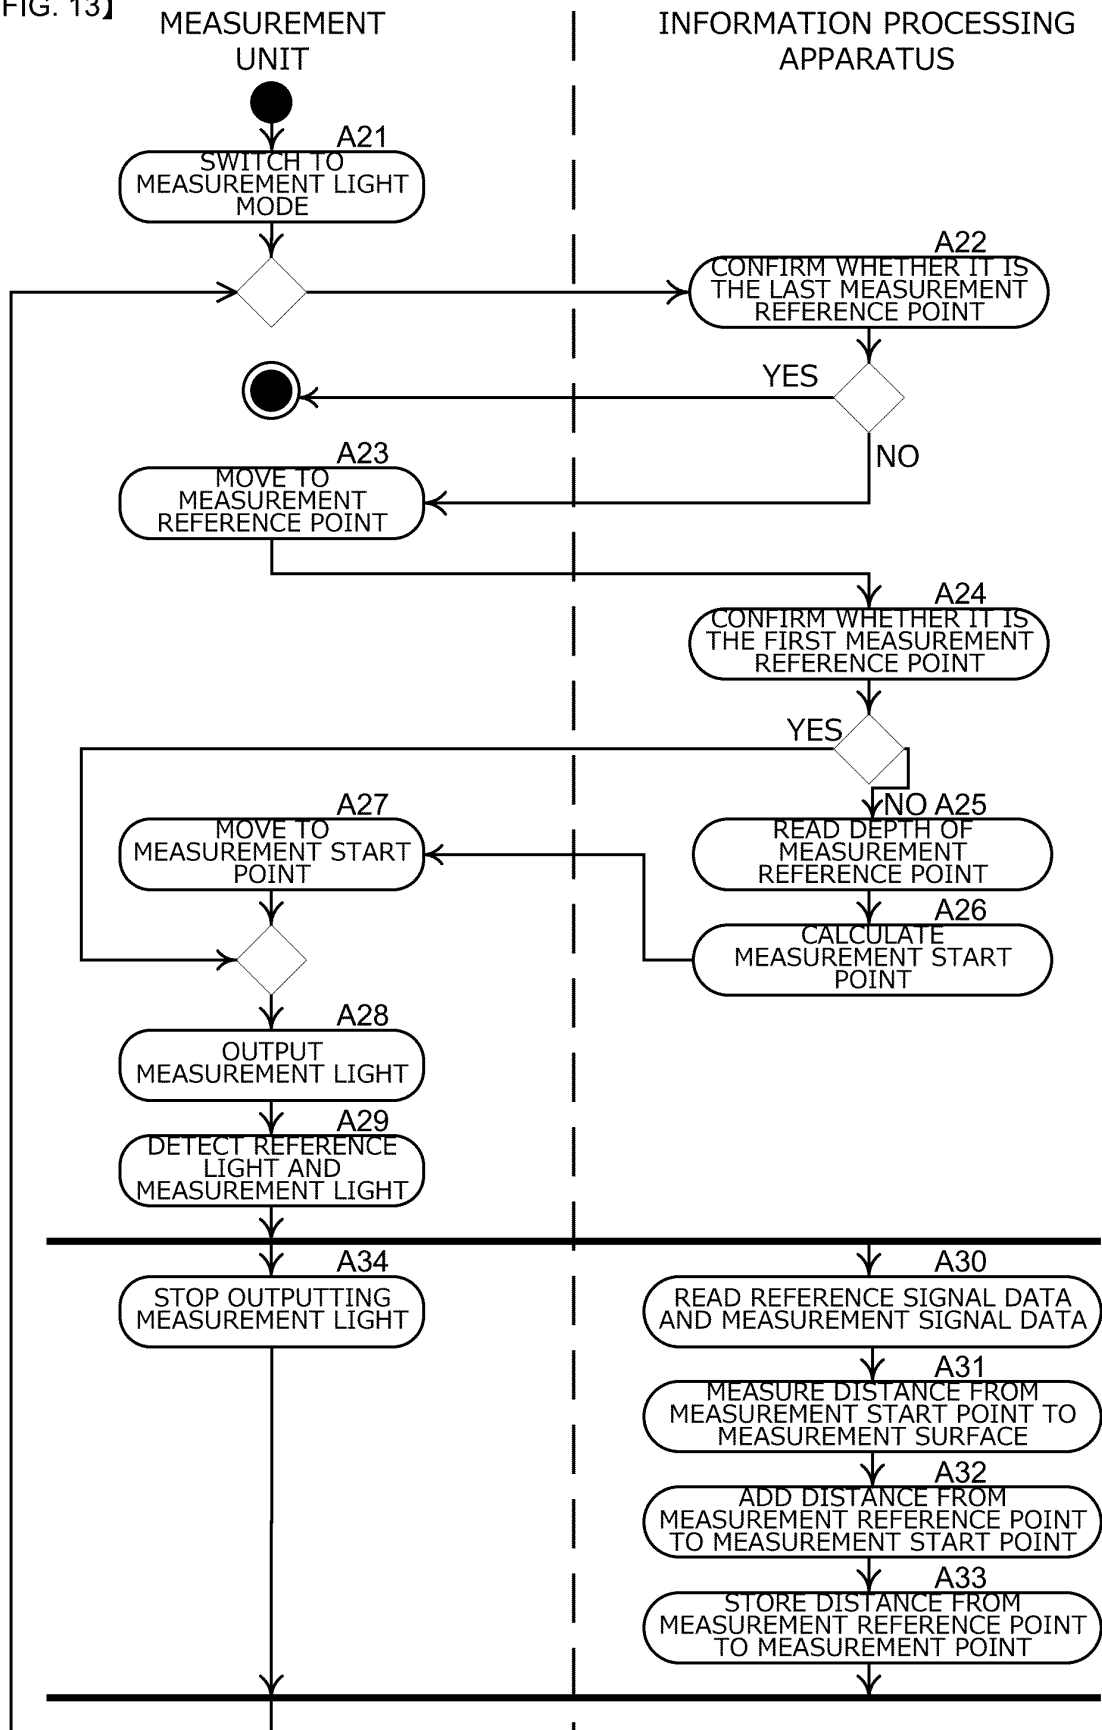 FIG. 13】
MEASUREMENT
UNIT
INFORMATION PROCESSING
APPARATUS
A21
SWITCH TO
MEASUREMENT LIGHT
MODE
A22
CONFIRM WHETHER IT IS
THE LAST MEASUREMENT
REFERENCE POINT
YES
NO
A23
MOVE TO
MEASUREMENT
REFERENCE POINT
A24
CONFIRM WHETHER IT IS
THE FIRST MEASUREMENT
REFERENCE POINT
YES
NO
A25
READ DEPTH OF
MEASUREMENT
REFERENCE POINT
A26
CALCULATE
MEASUREMENT START
POINT
A27
MOVE TO
MEASUREMENT START
POINT
A28
OUTPUT
MEASUREMENT LIGHT
A29
DETECT REFERENCE
LIGHT AND
MEASUREMENT LIGHT
A34
STOP OUTPUTTING
MEASUREMENT LIGHT
A30
READ REFERENCE SIGNAL DATA
AND MEASUREMENT SIGNAL DATA
A31
MEASURE DISTANCE FROM
MEASUREMENT START POINT TO
MEASUREMENT SURFACE
A32
ADD DISTANCE FROM
MEASUREMENT REFERENCE POINT
TO MEASUREMENT START POINT
A33
STORE DISTANCE FROM
MEASUREMENT REFERENCE POINT
TO MEASUREMENT POINT